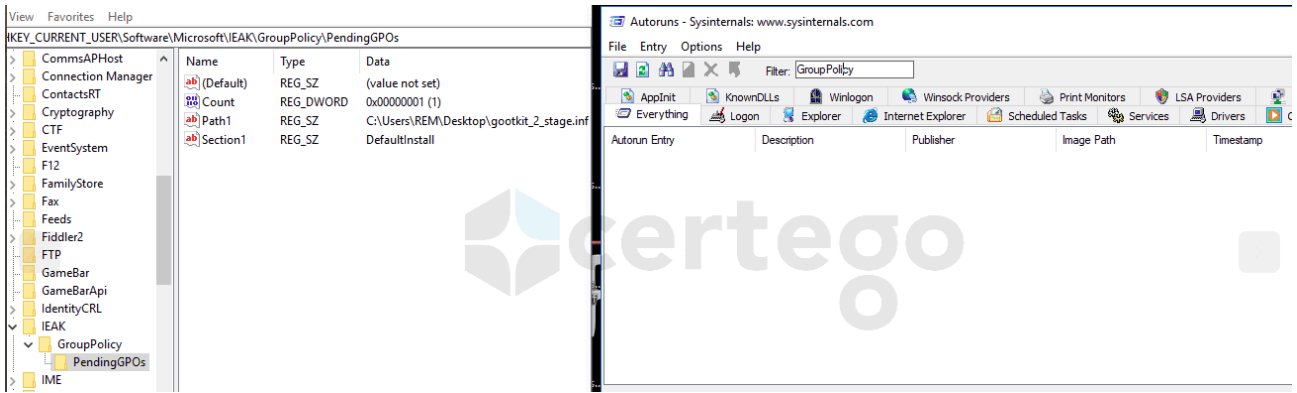 View Favorites Help
HKEY_CURRENT_USER\Software\Microsoft\IEAK\GroupPolicy\PendingGPOs
CommsAPHost
Connection Manager
ContactsRT
Cryptography
CTF
EventSystem
F12
FamilyStore
Fax
Feeds
Fiddler2
FTP
GameBar
GameBarApi
IdentityCRL
IEAK
GroupPolicy
PendingGPOs
IME
Name Type Data
(Default) REG_SZ (value not set)
Count REG_DWORD 0x00000001 (1)
Path1 REG_SZ C:\Users\REM\Desktop\gootkit_2_stage.inf
Section1 REG_SZ DefaultInstall
Autoruns - Sysinternals: www.sysinternals.com
File Entry Options Help
Filter: GroupPolicy
AppInit KnownDLLs Winlogon Winsock Providers Print Monitors LSA Providers
Everything Logon Explorer Internet Explorer Scheduled Tasks Services Drivers
Autorun Entry Description Publisher Image Path Timestamp
certego